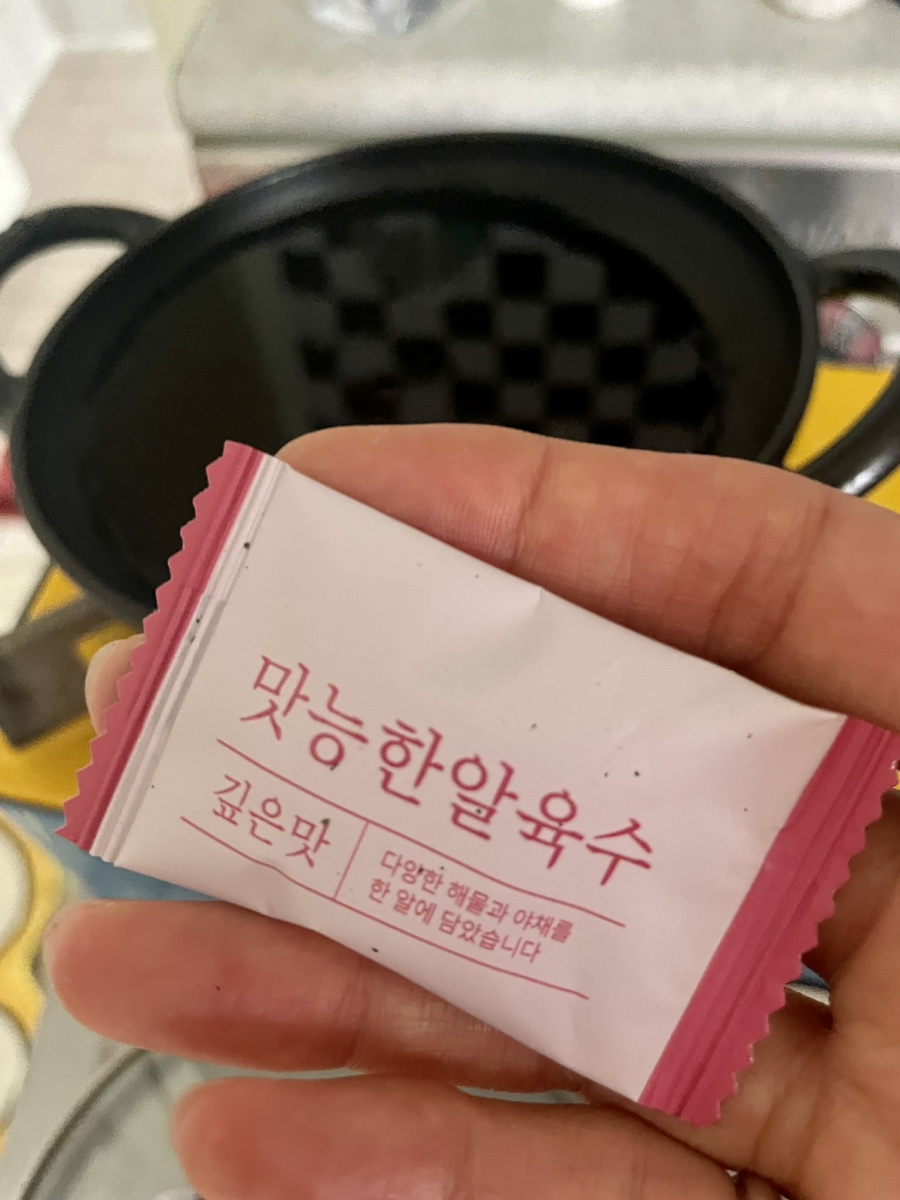 맛능한알육수
깊은맛
다양한 해물과 야채를
한 알에 담았습니다